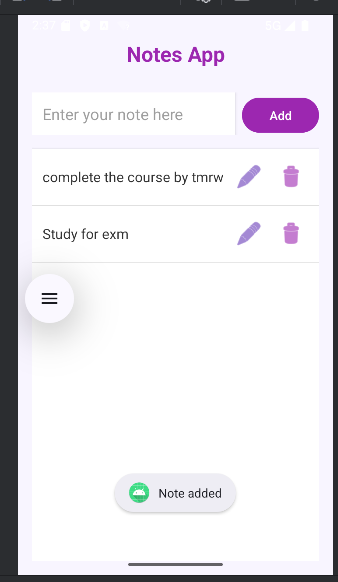 Notes App
Enter your note here
Add
complete the course by tmrw
Study for exm
Note added